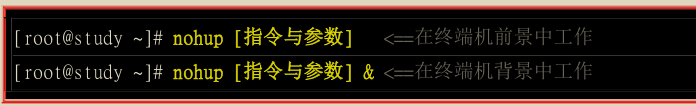 [root@study ~]# nohup [指令与参数] <==在终端机前景中工作
[root@study ~]# nohup [指令与参数] & <==在终端机背景中工作